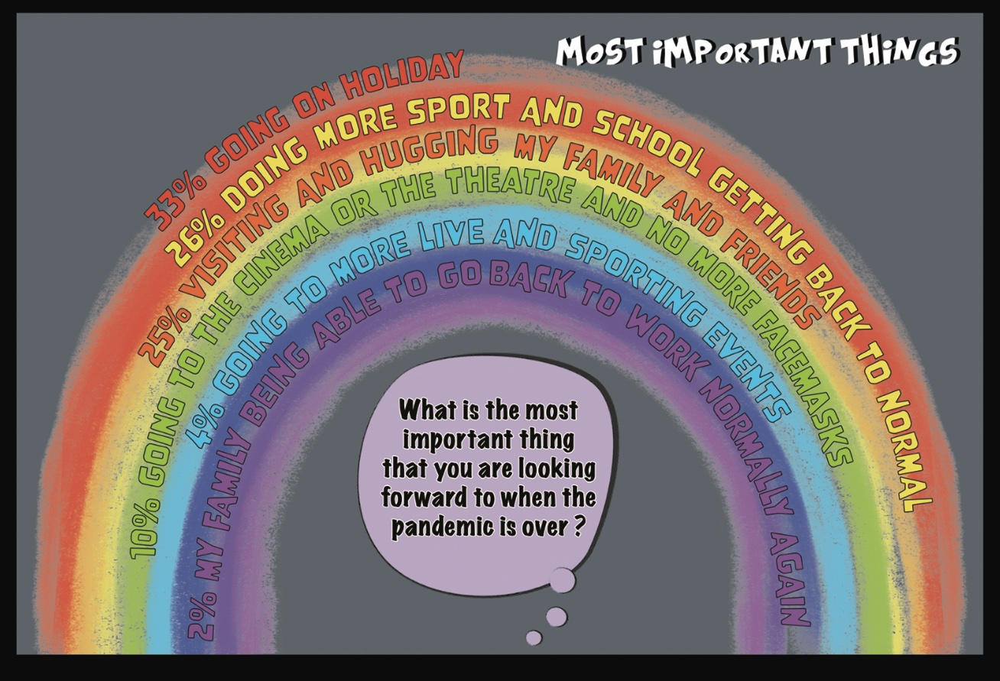 MOST IMPORTANT THINGS
33% GOING ON HOLIDAY
26% DOING MORE SPORT AND SCHOOL GETTING BACK TO NORMAL
25% VISITING AND HUGGING MY FAMILY AND FRIENDS
10% GOING TO THE CINEMA OR THE THEATRE AND NO MORE FACEMASKS
4% GOING TO MORE LIVE AND SPORTING EVENTS
2% MY FAMILY BEING ABLE TO GO BACK TO WORK NORMALLY AGAIN
What is the most
important thing
that you are looking
forward to when the
pandemic is over ?